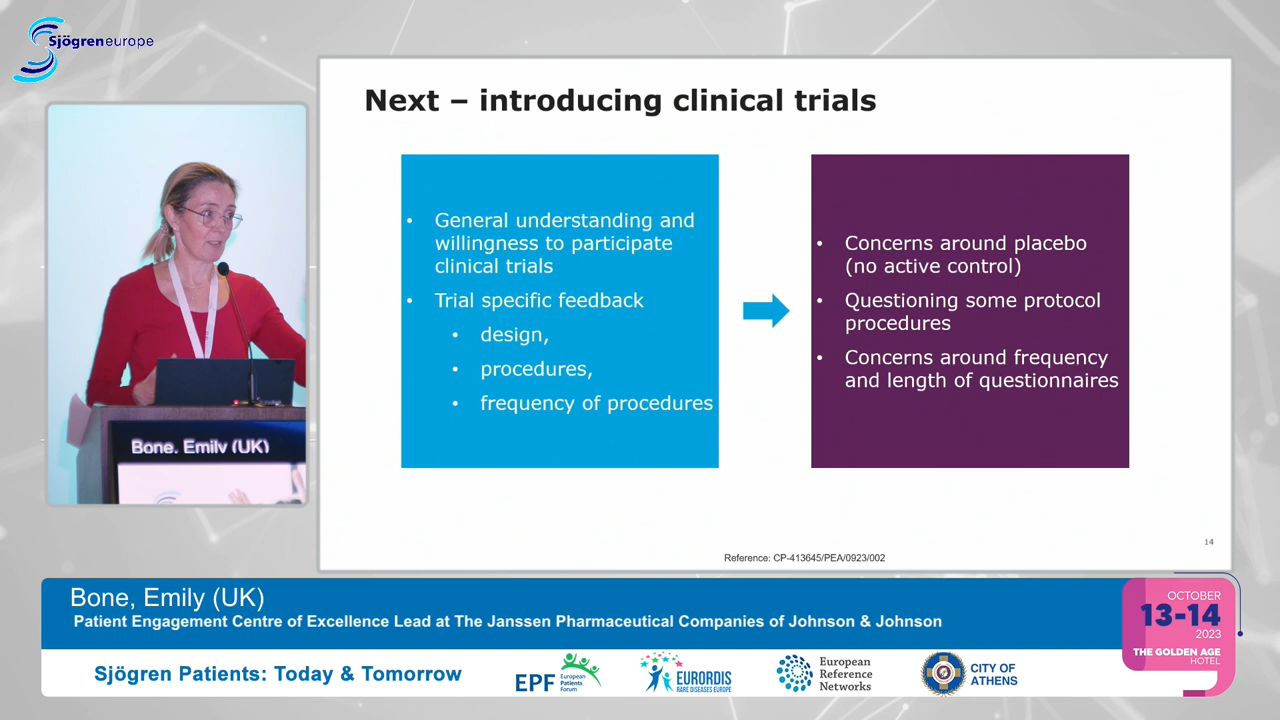 Sjögreneurope
Next – introducing clinical trials
• General understanding and
willingness to participate
clinical trials
• Trial specific feedback
• design,
• procedures,
• frequency of procedures
• Concerns around placebo
(no active control)
• Questioning some protocol
procedures
• Concerns around frequency
and length of questionnaires
14
Reference: CP-413645/PEA/0923/002
Bone, Emily (UK)
Bone, Emily (UK)
Patient Engagement Centre of Excellence Lead at The Janssen Pharmaceutical Companies of Johnson & Johnson
OCTOBER
13-14
2023
THE GOLDEN AGE
HOTEL
Sjögren Patients: Today & Tomorrow
EPF European
Patients
Forum
EURORDIS
RARE DISEASES EUROPE
European
Reference
Networks
CITY OF
ATHENS